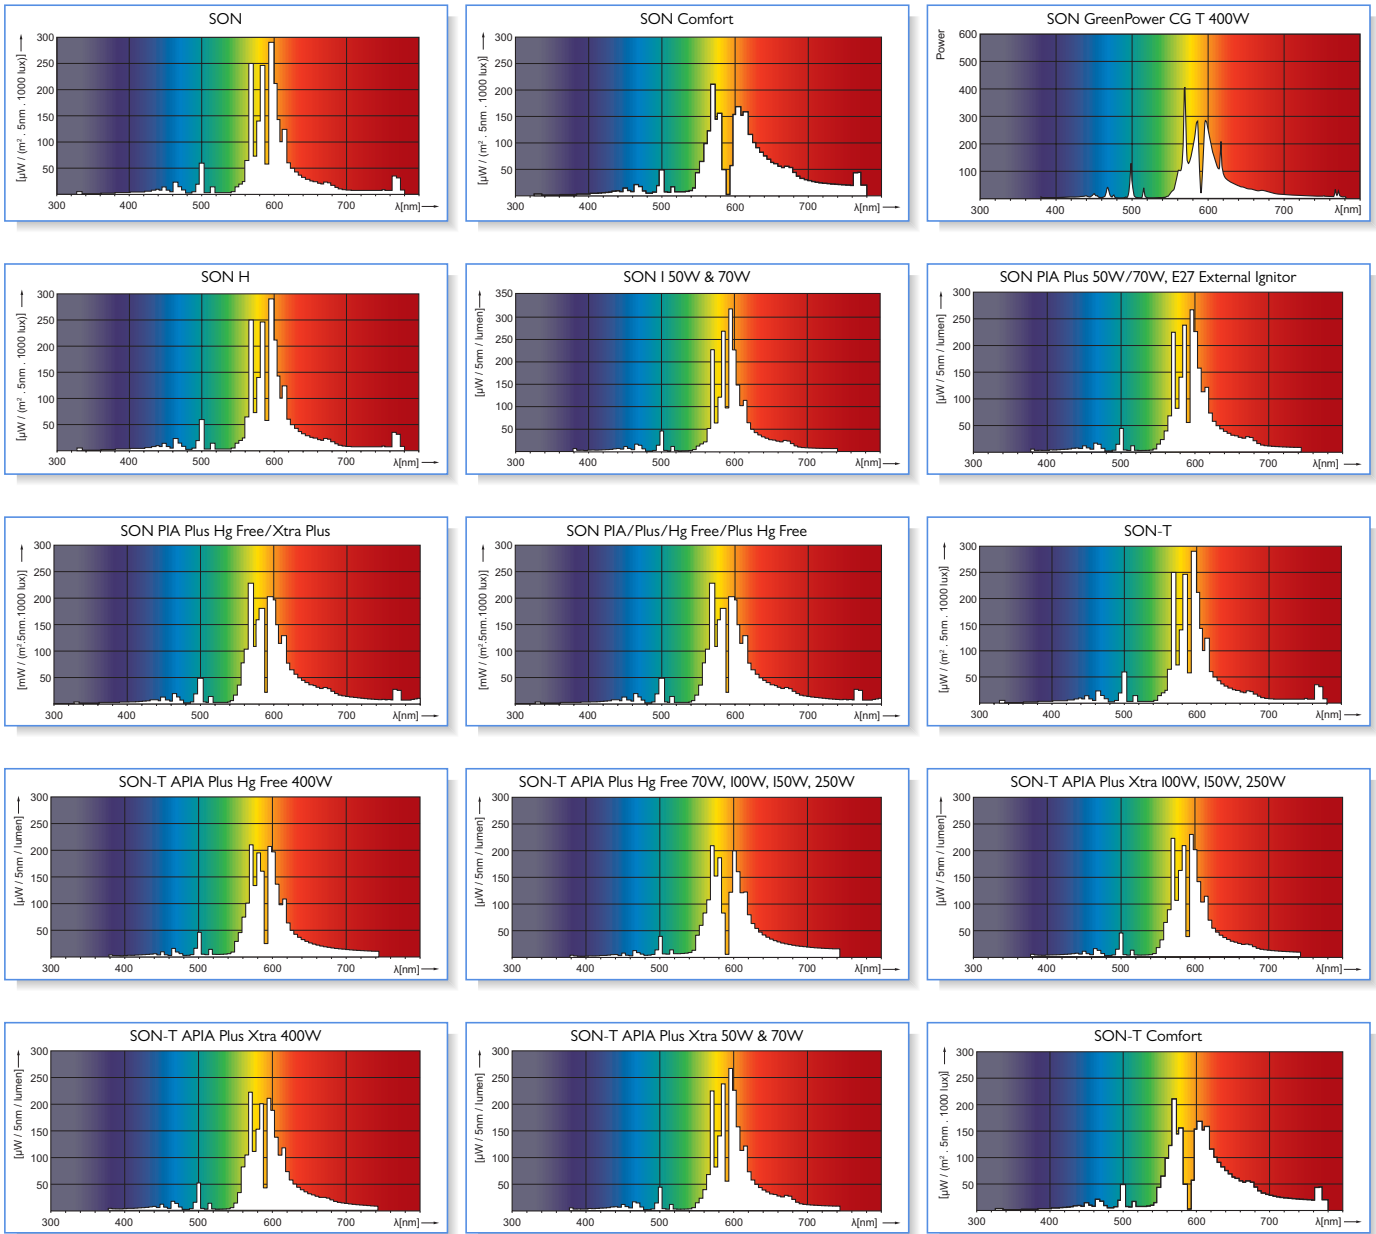 SON
[µW / (m² . 5nm . 1000 lux)]
300
250
200
150
100
50
300 400 500 600 700 λ[nm]
SON Comfort
[µW / (m² . 5nm . 1000 lux)]
300
250
200
150
100
50
300 400 500 600 700 λ[nm]
SON GreenPower CG T 400W
Power
600
500
400
300
200
100
300 400 500 600 700 λ[nm]
SON H
[µW / (m² . 5nm . 1000 lux)]
300
250
200
150
100
50
300 400 500 600 700 λ[nm]
SON I 50W & 70W
[µW / 5nm / lumen]
350
300
250
200
150
100
50
300 400 500 600 700 λ[nm]
SON PIA Plus 50W/70W, E27 External Ignitor
[µW / 5nm / lumen]
300
250
200
150
100
50
300 400 500 600 700 λ[nm]
SON PIA Plus Hg Free/Xtra Plus
[mW / (m².5nm.1000 lux)]
300
250
200
150
100
50
300 400 500 600 700 λ[nm]
SON PIA/Plus/Hg Free/Plus Hg Free
[mW / (m².5nm.1000 lux)]
300
250
200
150
100
50
300 400 500 600 700 λ[nm]
SON-T
[µW / (m² . 5nm . 1000 lux)]
300
250
200
150
100
50
300 400 500 600 700 λ[nm]
SON-T APIA Plus Hg Free 400W
[µW / 5nm / lumen]
300
250
200
150
100
50
300 400 500 600 700 λ[nm]
SON-T APIA Plus Hg Free 70W, 100W, 150W, 250W
[µW / 5nm / lumen]
300
250
200
150
100
50
300 400 500 600 700 λ[nm]
SON-T APIA Plus Xtra 100W, 150W, 250W
[µW / 5nm / lumen]
300
250
200
150
100
50
300 400 500 600 700 λ[nm]
SON-T APIA Plus Xtra 400W
[µW / 5nm / lumen]
300
250
200
150
100
50
300 400 500 600 700 λ[nm]
SON-T APIA Plus Xtra 50W & 70W
[µW / 5nm / lumen]
300
250
200
150
100
50
300 400 500 600 700 λ[nm]
SON-T Comfort
[µW / (m² . 5nm . 1000 lux)]
300
250
200
150
100
50
300 400 500 600 700 λ[nm]